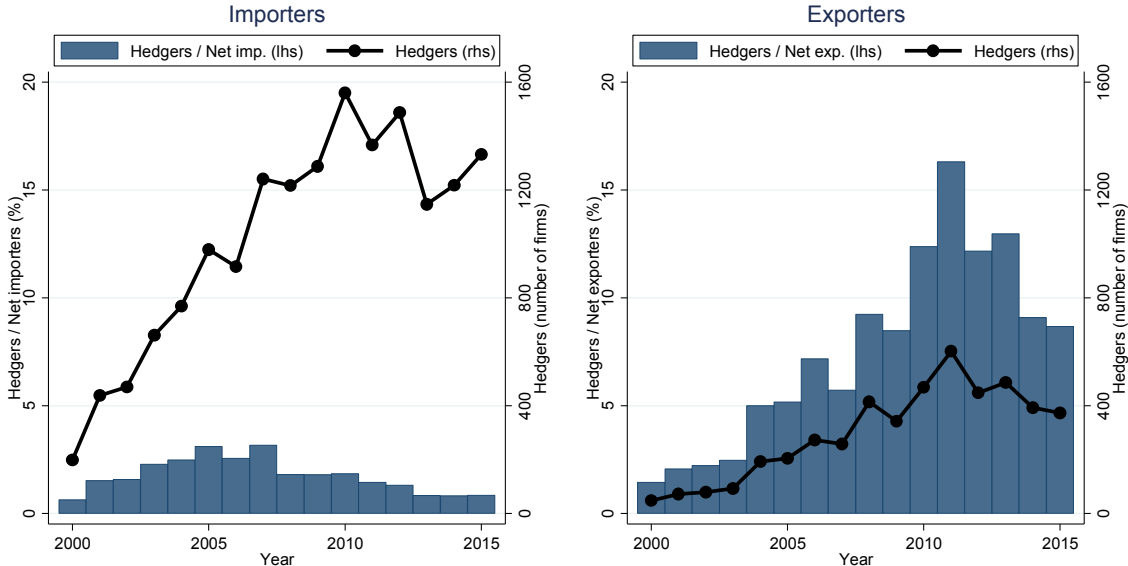 Importers
Hedgers / Net imp. (lhs)
Hedgers (rhs)
Hedgers / Net importers (%)
0
5
10
15
20
Hedgers (number of firms)
0
400
800
1200
1600
2000
2005
2010
2015
Year
Exporters
Hedgers / Net exp. (lhs)
Hedgers (rhs)
Hedgers / Net exporters (%)
0
5
10
15
20
Hedgers (number of firms)
0
400
800
1200
1600
2000
2005
2010
2015
Year